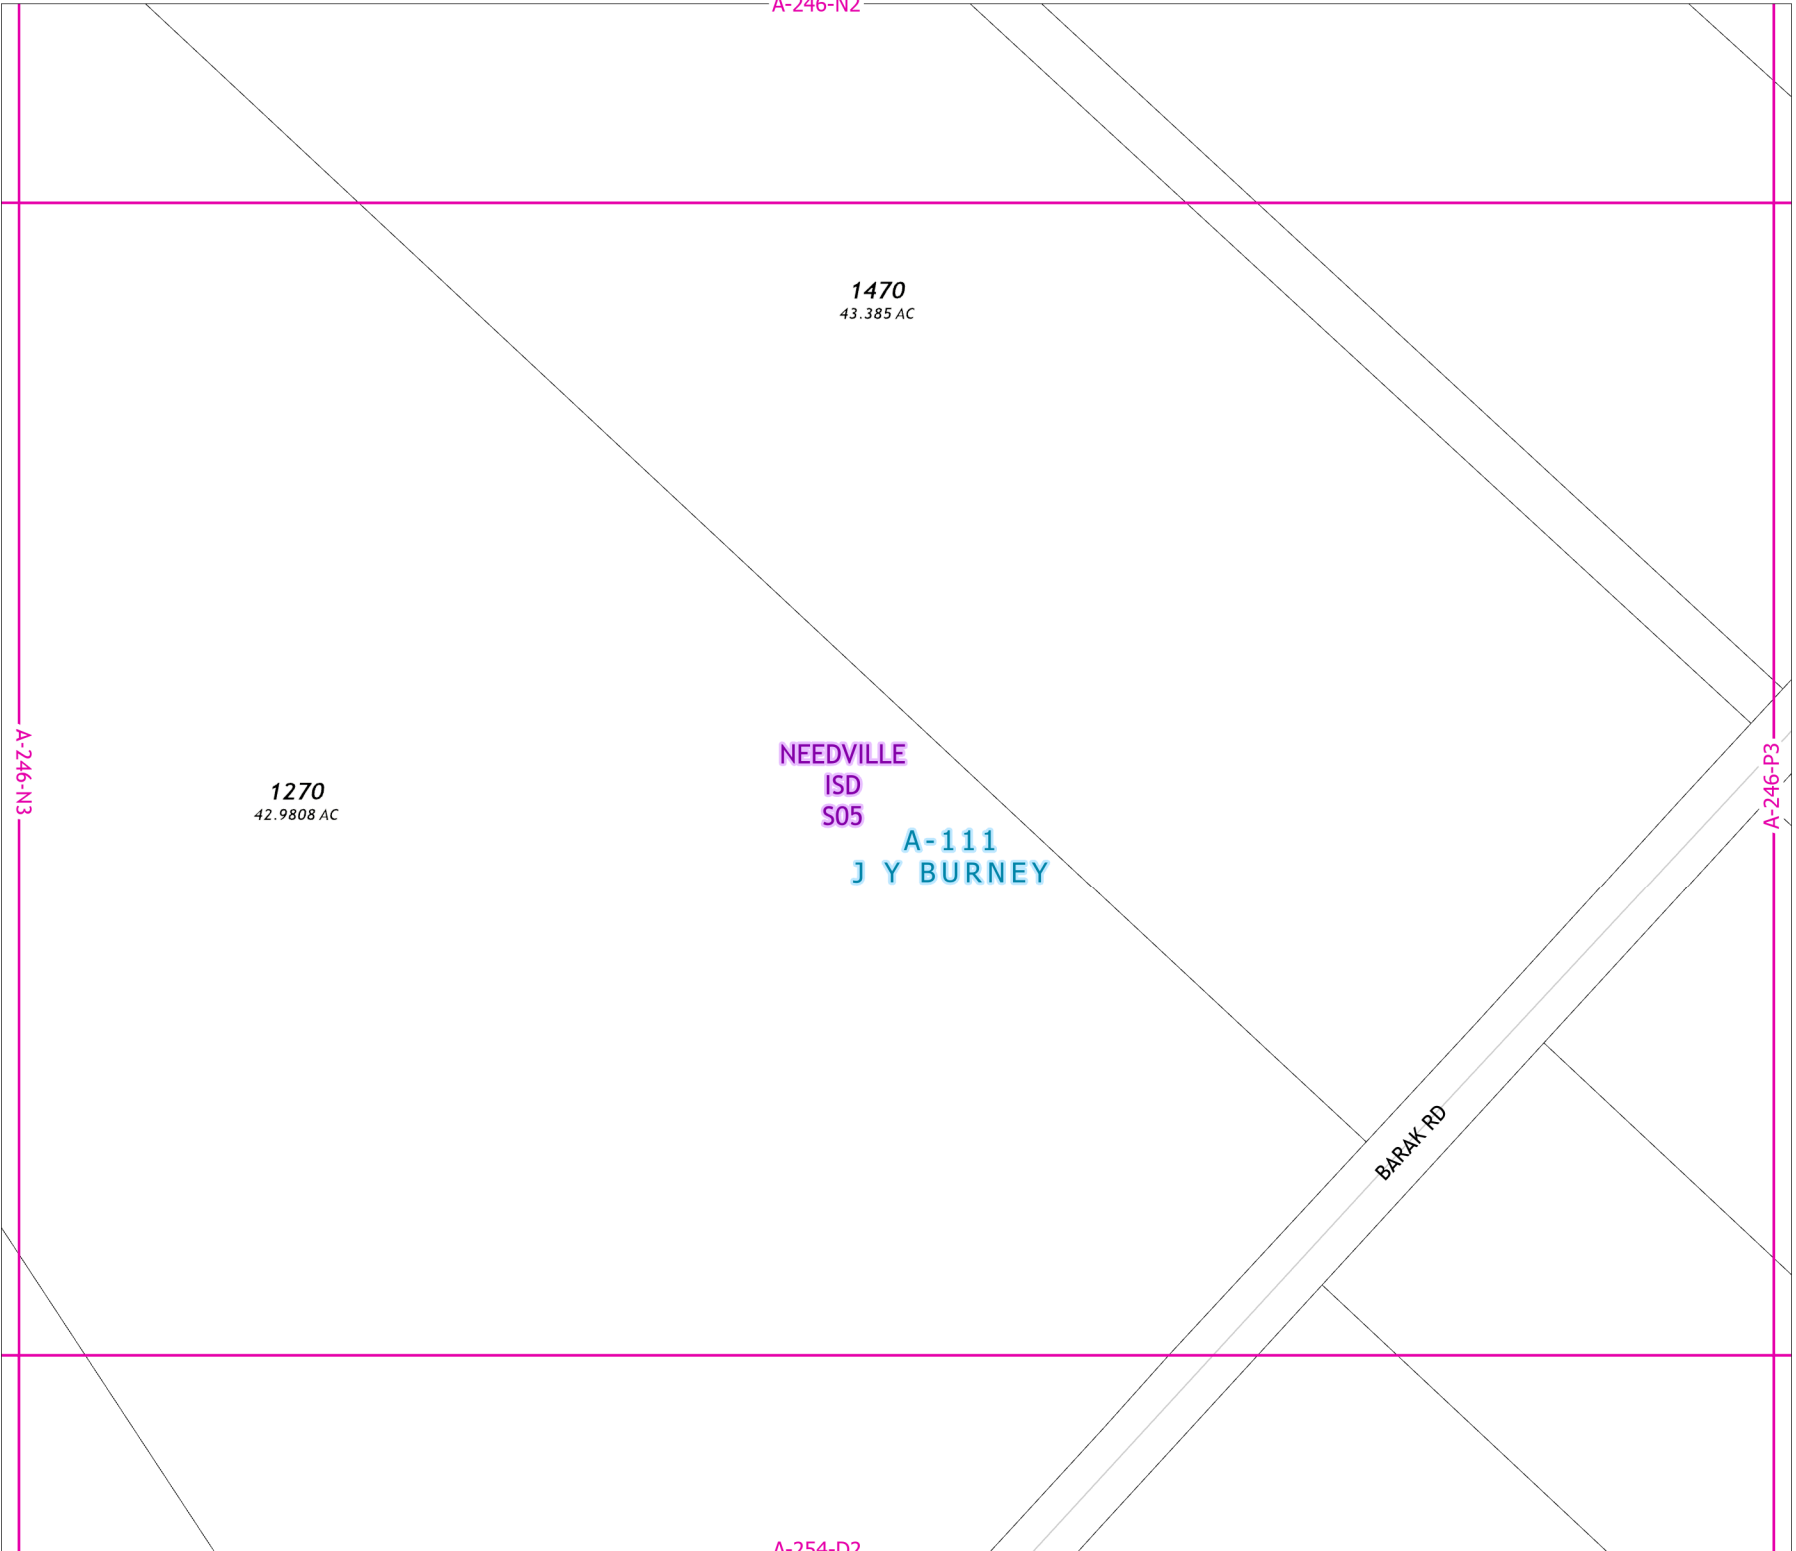 A-246-N2
1470
43.385 AC
A-246-N3
NEEDVILLE
ISD
S05
A-246-P3
1270
42.9808 AC
A-111
J Y BURNEY
BARAK RD
A-254-D2